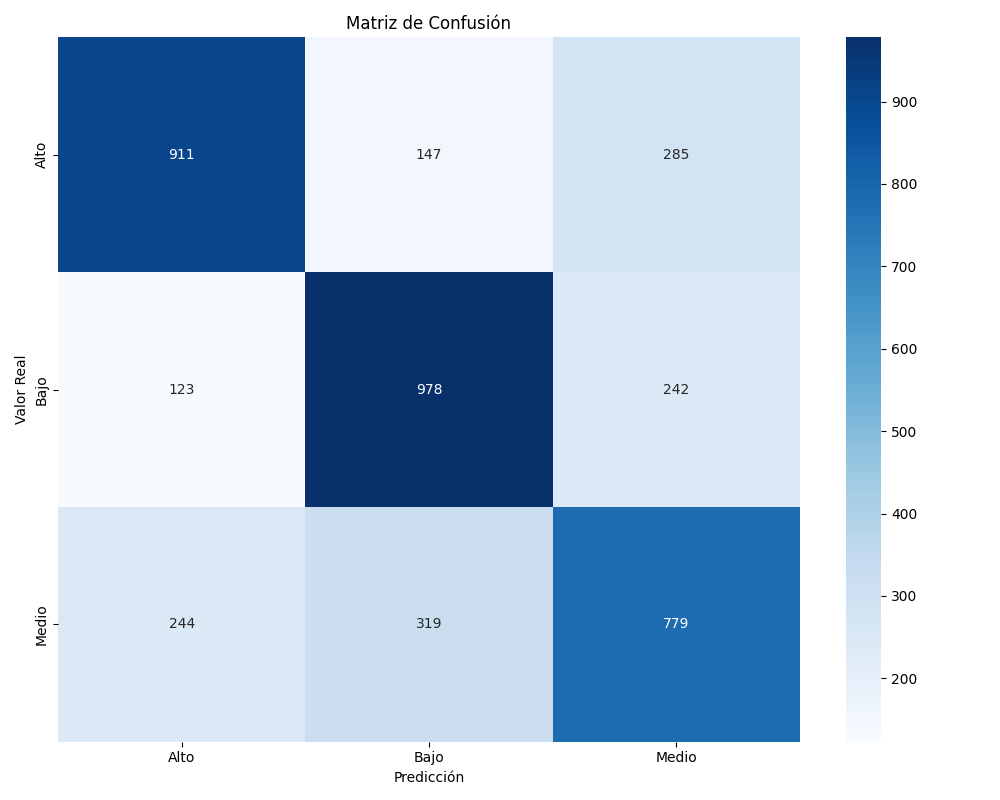 Matriz de Confusión
Valor Real
Alto
911
147
285
Bajo
123
978
242
Medio
244
319
779
Alto
Bajo
Medio
Predicción
900
800
700
600
500
400
300
200